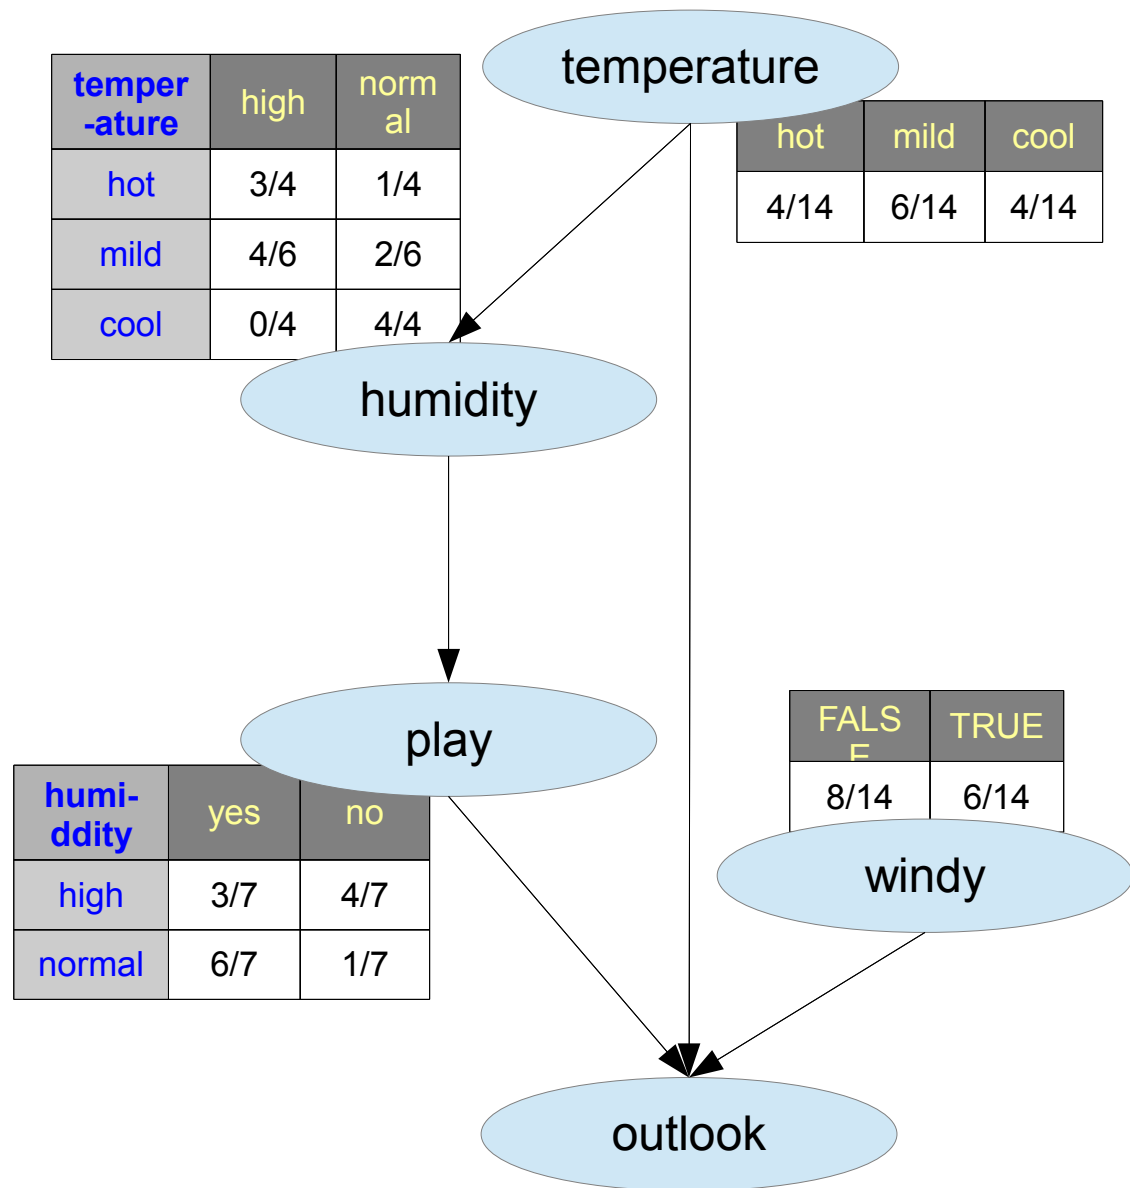 temperature
temper
-ature
high
norm
al
hot
3/4
1/4
mild
4/6
2/6
cool
0/4
4/4
hot
mild
cool
4/14
6/14
4/14
humidity
play
humi-
ddity
yes
no
high
3/7
4/7
normal
6/7
1/7
FALS
E
TRUE
8/14
6/14
windy
outlook